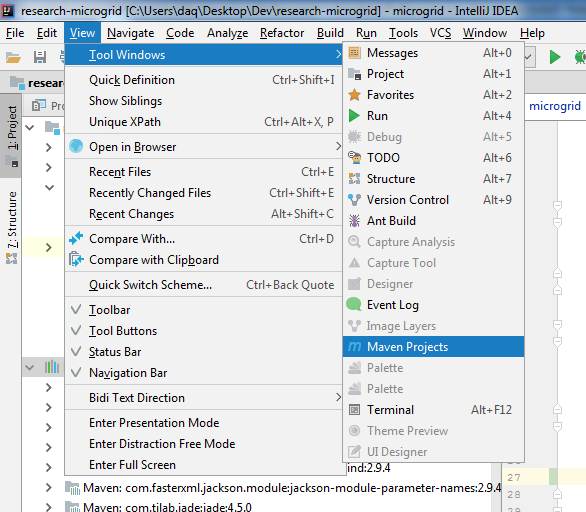 research-microgrid [C:\Users\daq\Desktop\Dev\research-microgrid] - microgrid - IntelliJ IDEA
File Edit View Navigate Code Analyze Refactor Build Run Tools VCS Window Help
Tool Windows
Quick Definition Ctrl+Shift+I
Show Siblings
Unique XPath Ctrl+Alt+X, P
Open in Browser
Recent Files Ctrl+E
Recently Changed Files Ctrl+Shift+E
Recent Changes Alt+Shift+C
Compare With... Ctrl+D
Compare with Clipboard
Quick Switch Scheme... Ctrl+Back Quote
Toolbar
Tool Buttons
Status Bar
Navigation Bar
Bidi Text Direction
Enter Presentation Mode
Enter Distraction Free Mode
Enter Full Screen
Messages Alt+0
Project Alt+1
Favorites Alt+2
Run Alt+4
Debug Alt+5
TODO Alt+6
Structure Alt+7
Version Control Alt+9
Ant Build
Capture Analysis
Capture Tool
Designer
Event Log
Image Layers
Maven Projects
Palette
Palette
Terminal Alt+F12
Theme Preview
UI Designer
resear
Pro
1: Project
7: Structure
microgrid
ind:2.9.4
Maven: com.fasterxml.jackson.module:jackson-module-parameter-names:2.9.4
Maven: com.tilab.jade:jade:4.5.0
26
27
28
29